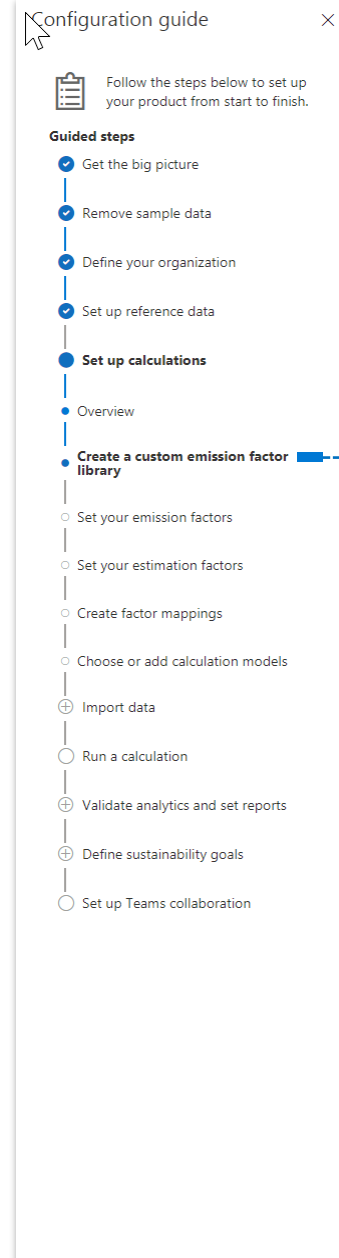 Configuration guide
Follow the steps below to set up
your product from start to finish.
Guided steps
Get the big picture
Remove sample data
Define your organization
Set up reference data
Set up calculations
Overview
Create a custom emission factor
library
Set your emission factors
Set your estimation factors
Create factor mappings
Choose or add calculation models
Import data
Run a calculation
Validate analytics and set reports
Define sustainability goals
Set up Teams collaboration